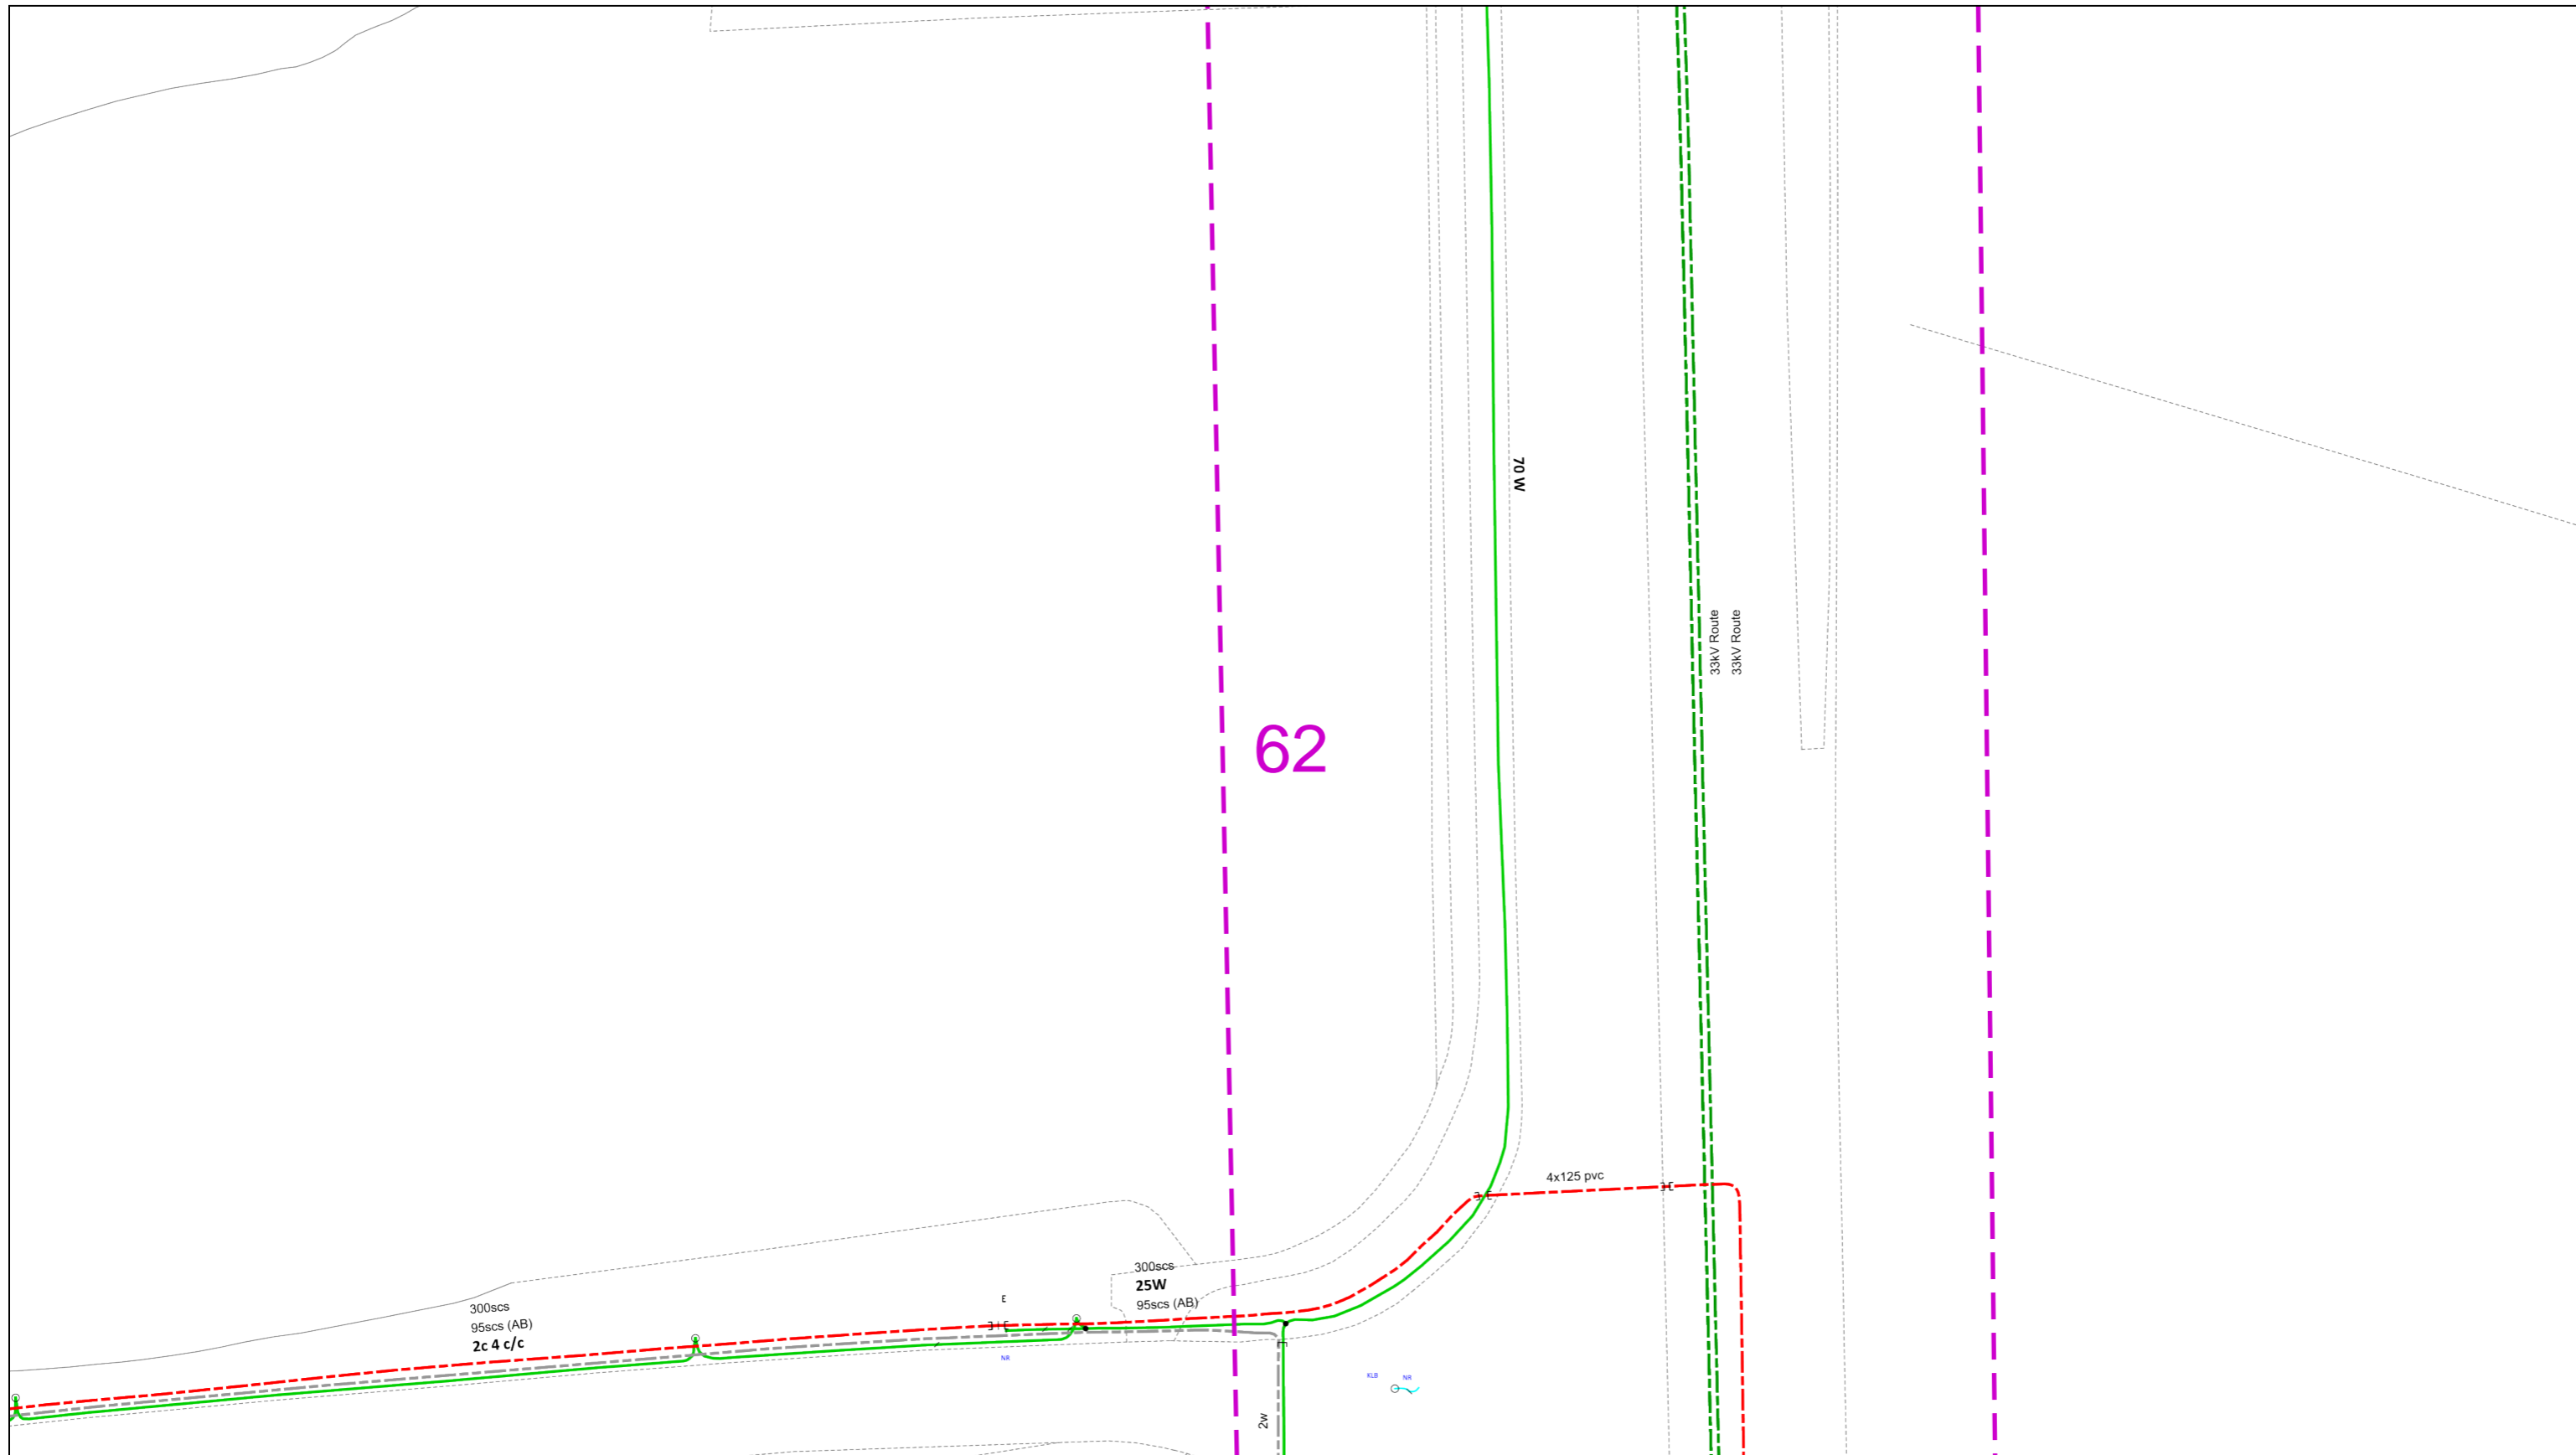 70 W
33kV Route
33kV Route
62
4x125 pvc
300scs
25W
95scs (AB)
E
300scs
95scs (AB)
2c 4 c/c
NR
KLB
NR
2w